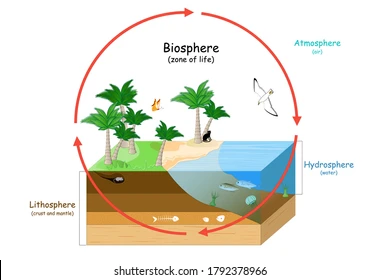 Biosphere
(zone of life)
Atmosphere
(air)
Hydrosphere
(water)
Lithosphere
(crust and mantle)
shutterstock.com · 1792378966